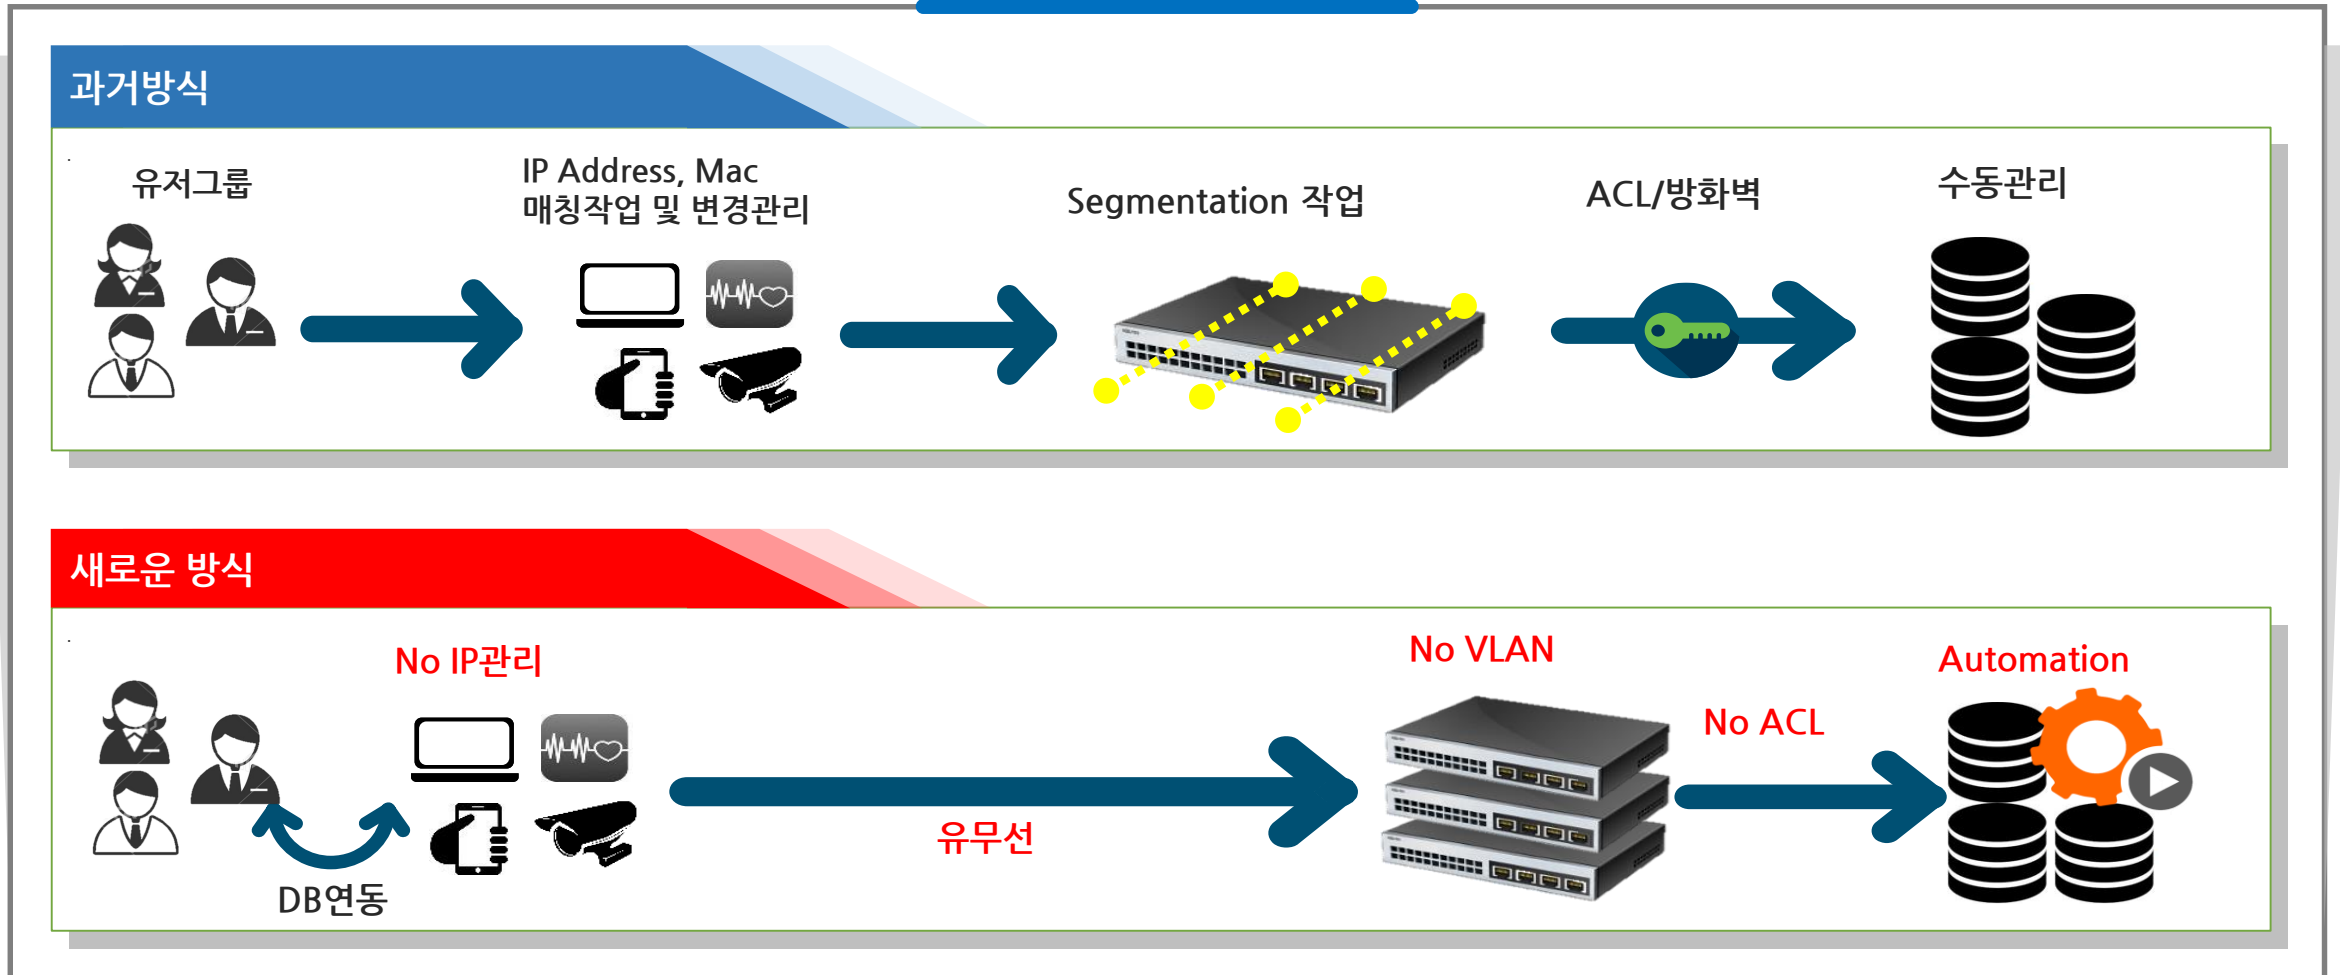 과거방식
유저그룹
IP Address, Mac
매칭작업 및 변경관리
Segmentation 작업
ACL/방화벽
수동관리
새로운 방식
No IP관리
DB연동
유무선
No VLAN
No ACL
Automation